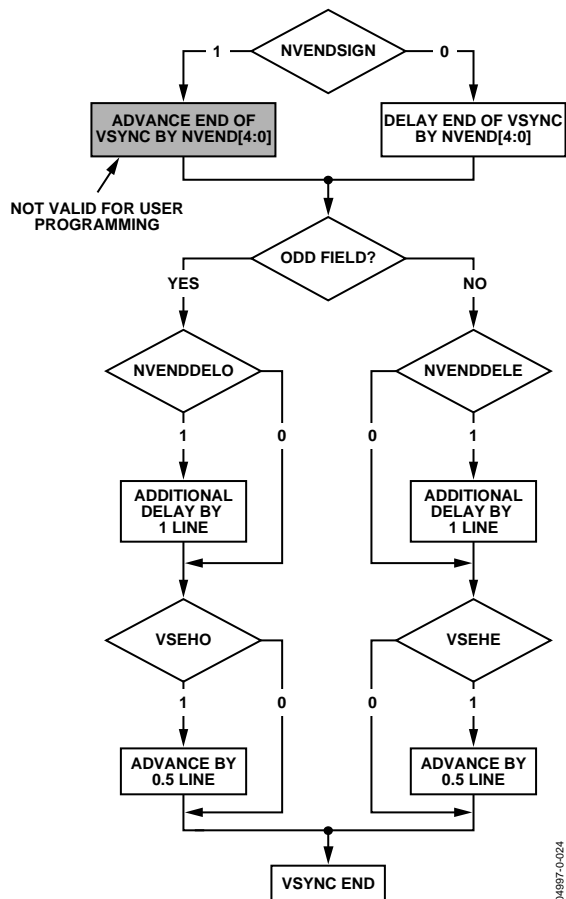 NVENDSIGN
1
0
ADVANCE END OF
VSYNC BY NVEND[4:0]
DELAY END OF VSYNC
BY NVEND[4:0]
NOT VALID FOR USER
PROGRAMMING
ODD FIELD?
YES
NO
NVENDDELO
NVENDDELE
1
0
0
1
ADDITIONAL
DELAY BY
1 LINE
ADDITIONAL
DELAY BY
1 LINE
VSEHO
VSEHE
1
0
0
1
ADVANCE BY
0.5 LINE
ADVANCE BY
0.5 LINE
VSYNC END
04997-0-024